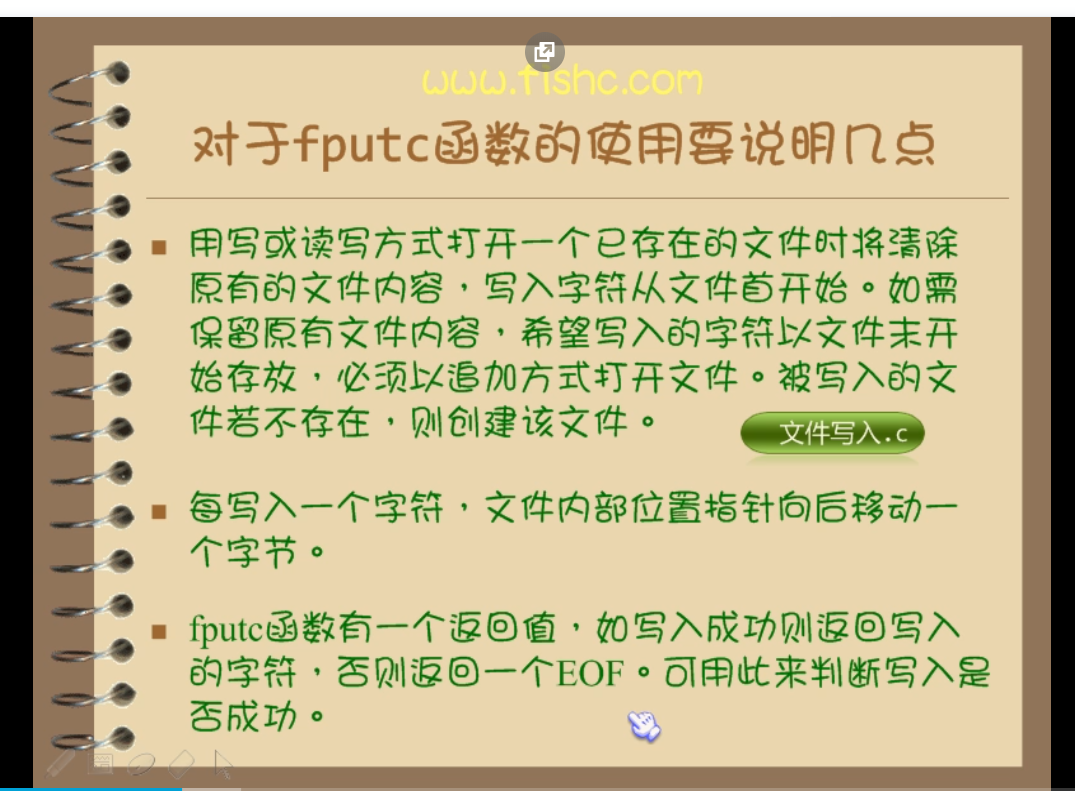 www.fishc.com
对于fputc函数的使用要说明几点
用写或读写方式打开一个已存在的文件时将清除
原有的文件内容，写入字符从文件首开始。如需
保留原有文件内容，希望写入的字符以文件末开
始存放，必须以追加方式打开文件。被写入的文
件若不存在，则创建该文件。
文件写入.c
每写入一个字符，文件内部位置指针向后移动一
个字节。
fputc函数有一个返回值，如写入成功则返回写入
的字符，否则返回一个EOF。可用此来判断写入是
否成功。